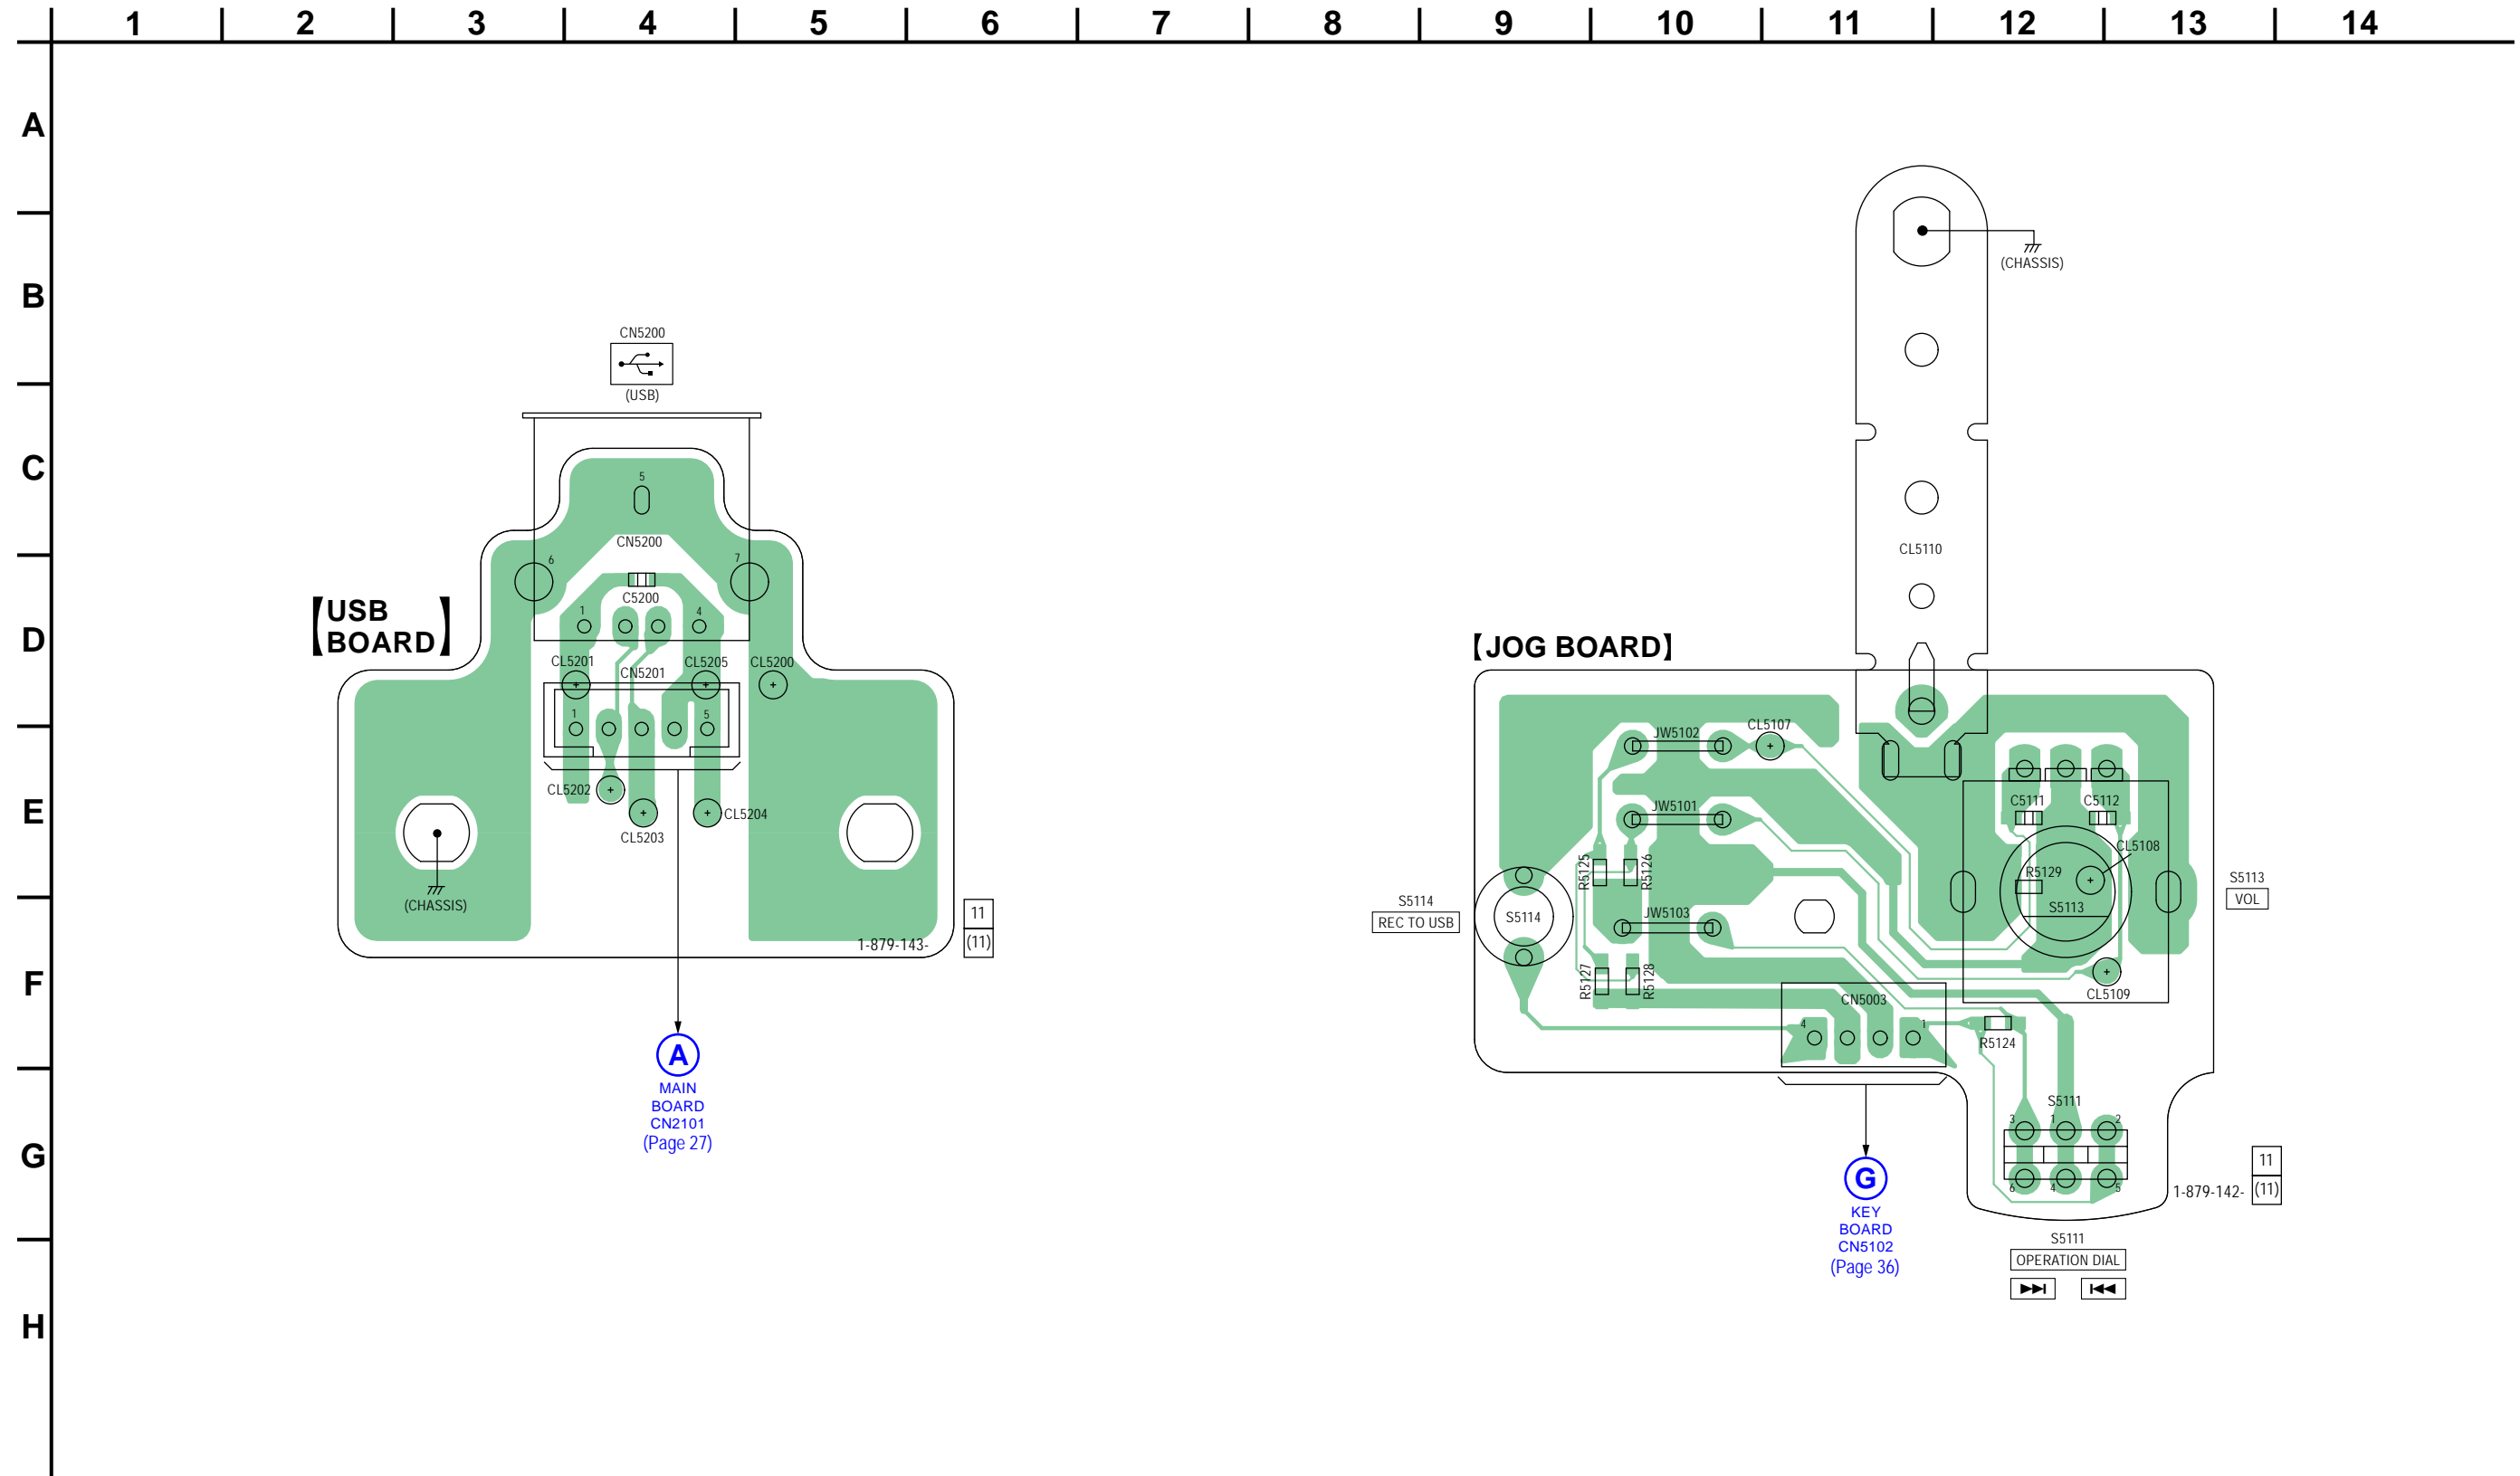 1 2 3 4 5 6 7 8 9 10 11 12 13 14
A
B
C
D
E
F
G
H
CN5200
(USB)
5
CN5200
6
7
C5200
1
4
【USB
BOARD】
CL5201
CL5205
CL5200
CN5201
1
5
CL5202
CL5203
CL5204
(CHASSIS)
1-879-143-
11
(11)
A
MAIN
BOARD
CN2101
(Page 27)
(CHASSIS)
CL5110
【JOG BOARD】
JW5102
CL5107
JW5101
C5111
C5112
CL5108
R5125
R5126
R5129
S5113
S5113
VOL
S5114
REC TO USB
S5114
JW5103
R5127
R5128
CN5003
4
1
CL5109
R5124
S5111
3
1
2
6
4
5
11
1-879-142-
(11)
G
KEY
BOARD
CN5102
(Page 36)
S5111
OPERATION DIAL